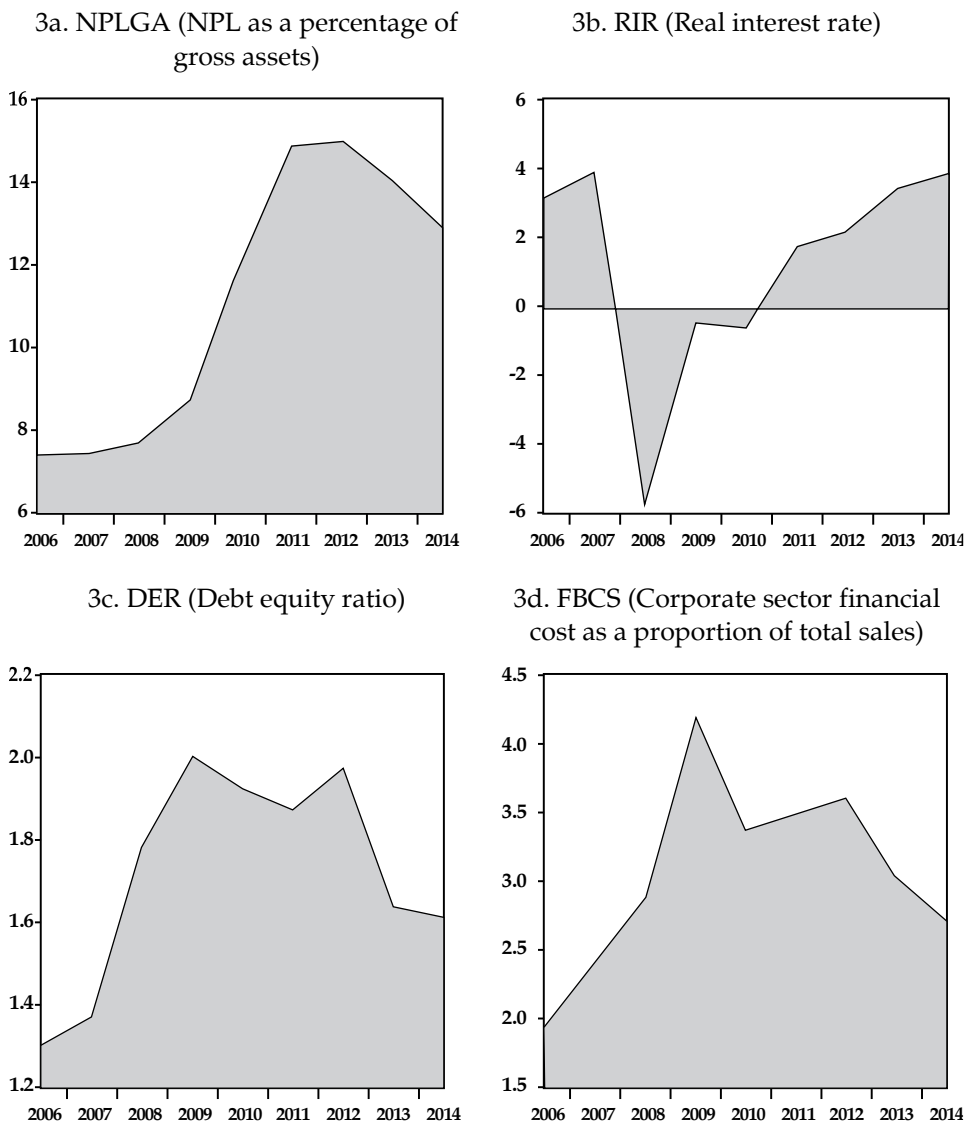 3a. NPLGA (NPL as a percentage of
gross assets)
16
14
12
10
8
6
2006 2007 2008 2009 2010 2011 2012 2013 2014
3b. RIR (Real interest rate)
6
4
2
0
-2
-4
-6
2006 2007 2008 2009 2010 2011 2012 2013 2014
3c. DER (Debt equity ratio)
2.2
2.0
1.8
1.6
1.4
1.2
2006 2007 2008 2009 2010 2011 2012 2013 2014
3d. FBCS (Corporate sector financial
cost as a proportion of total sales)
4.5
4.0
3.5
3.0
2.5
2.0
1.5
2006 2007 2008 2009 2010 2011 2012 2013 2014